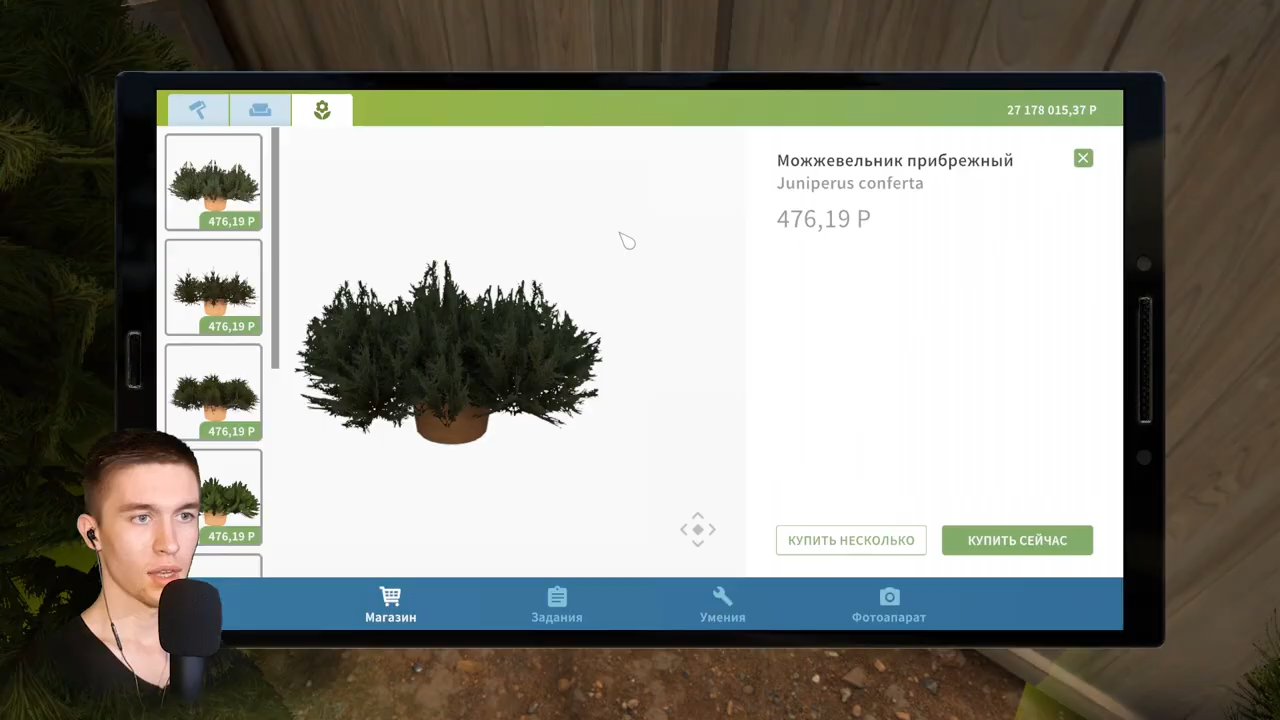 27 178 015,37 Р
476,19 Р
476,19 Р
476,19 Р
476,19 Р
Можжевельник прибрежный
Juniperus conferta
476,19 Р
КУПИТЬ НЕСКОЛЬКО
КУПИТЬ СЕЙЧАС
Магазин
Задания
Умения
Фотоаппарат